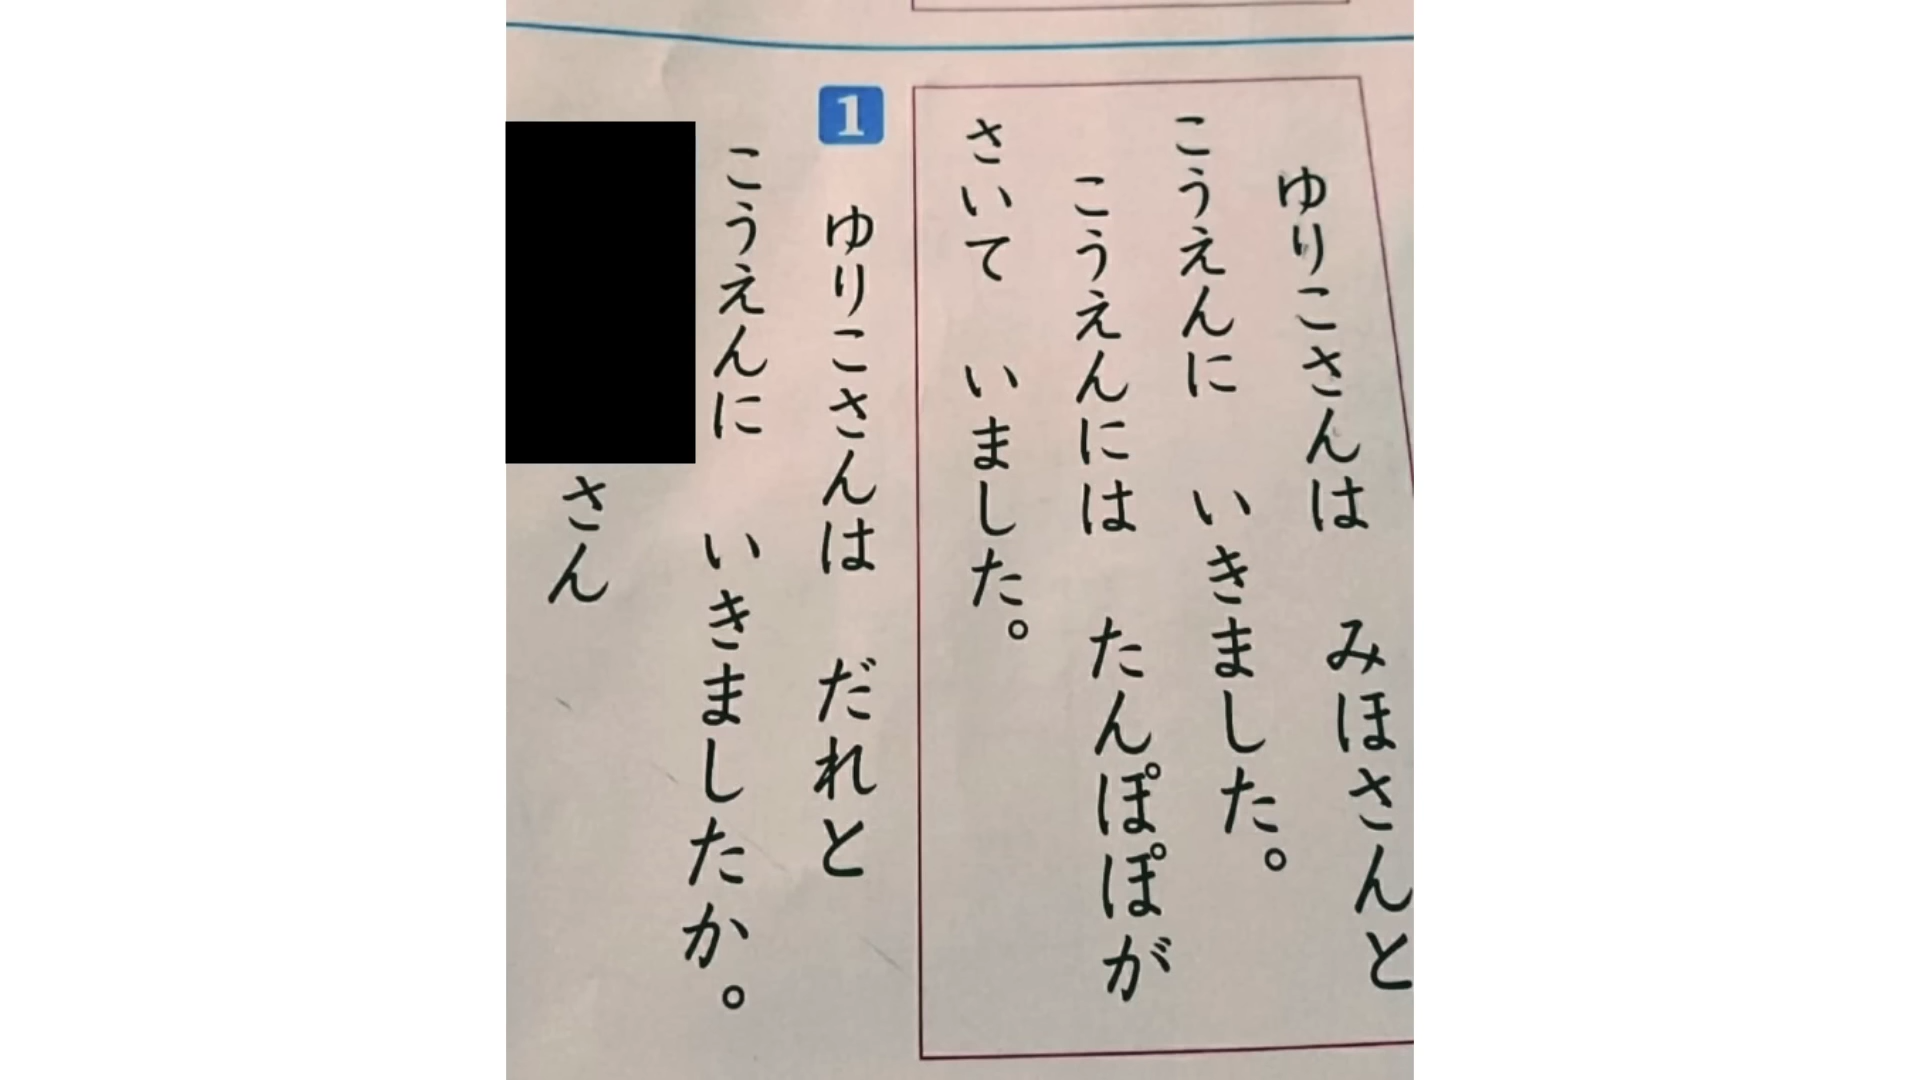 ゆりこさんは　みほさんと
こうえんに　いきました。
こうえんには　たんぽぽが
さいて　いました。
1　ゆりこさんは　だれと
こうえんに　いきましたか。
さん